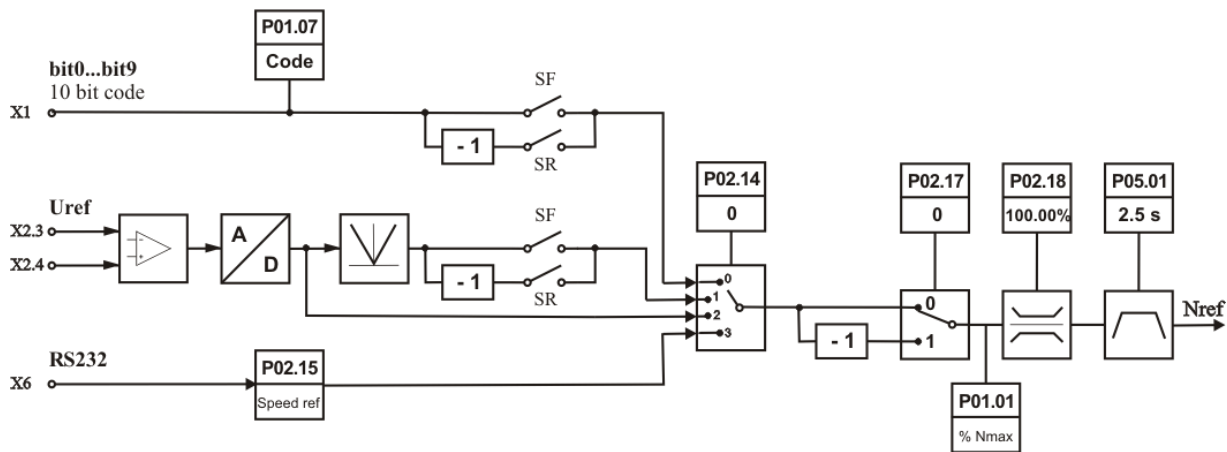 P01.07
Code
bit0...bit9
10 bit code
X1
SF
- 1
SR
Uref
X2.3
X2.4
A
D
SF
- 1
SR
RS232
X6
P02.15
Speed ref
P02.14
0
0
1
2
3
- 1
P02.17
0
0
1
P01.01
% Nmax
P02.18
100.00%
P05.01
2.5 s
Nref